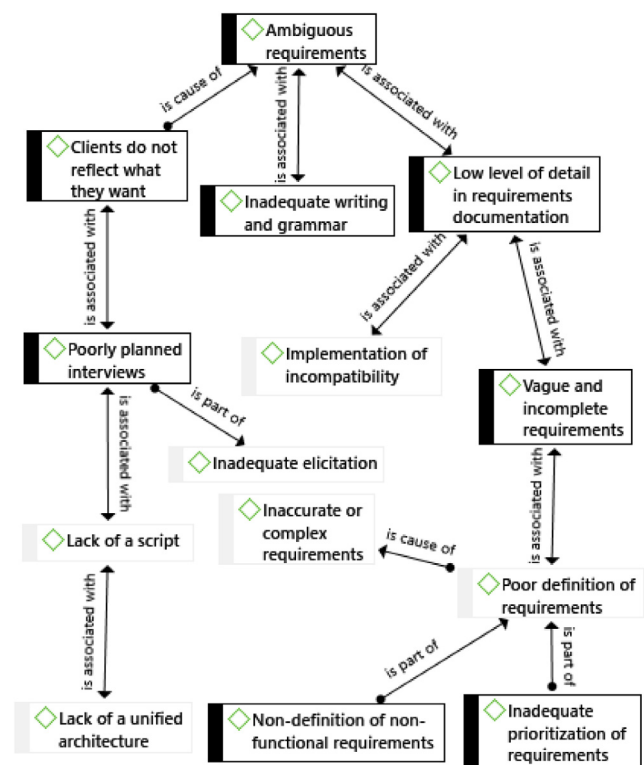 Ambiguous
requirements
is cause of
is associated with
is associated with
Clients do not
reflect what
they want
Inadequate writing
and grammar
Low level of detail
in requirements
documentation
is associated with
is associated with
is associated with
Poorly planned
interviews
Implementation of
incompatibility
Vague and
incomplete
requirements
is associated with
is part of
Inadequate elicitation
is associated with
Lack of a script
Inaccurate or
complex
requirements
is cause of
Poor definition of
requirements
is associated with
is part of
is part of
Lack of a unified
architecture
Non-definition of non-
functional requirements
Inadequate
prioritization of
requirements